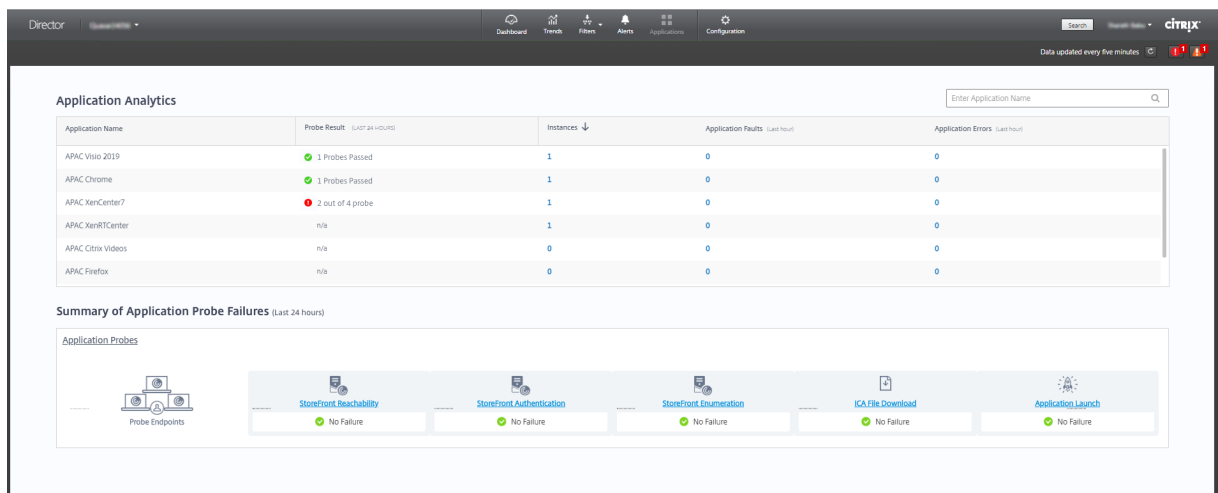 Director
Dashboard
Trends
Filters
Alerts
Applications
Configuration
Search
CİTRIX
Data updated every five minutes
! 1
1
Application Analytics
Enter Application Name
Application Name Probe Result (LAST 24 HOURS) Instances Application Faults (Last hour) Application Errors (Last hour)
APAC Visio 2019 1 Probes Passed 1 0 0
APAC Chrome 1 Probes Passed 1 0 0
APAC XenCenter7 2 out of 4 probe 1 0 0
APAC XenRTCenter n/a 1 0 0
APAC Citrix Videos n/a 0 0 0
APAC Firefox n/a 0 0 0
Summary of Application Probe Failures (Last 24 hours)
Application Probes
Probe Endpoints
StoreFront Reachability
No Failure
StoreFront Authentication
No Failure
StoreFront Enumeration
No Failure
ICA File Download
No Failure
Application Launch
No Failure